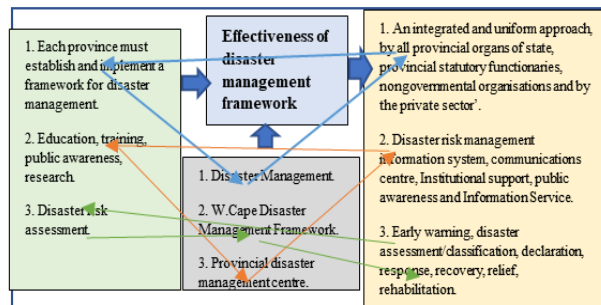 1. Each province must
establish and implement a
framework for disaster
management.
2. Education, training,
public awareness,
research.
3. Disaster risk
assessment.
Effectiveness of
disaster
management
framework
1. Disaster Management.
2. W.Cape Disaster
Management Framework.
3. Provincial disaster
management centre.
1. An integrated and uniform approach,
by all provincial organs of state,
provincial statutory functionaries,
nongovernmental organisations and by
the private sector’.
2. Disaster risk management
information system, communications
centre, Institutional support, public
awareness and Information Service.
3. Early warning, disaster
assessment/classification, declaration,
response, recovery, relief,
rehabilitation.